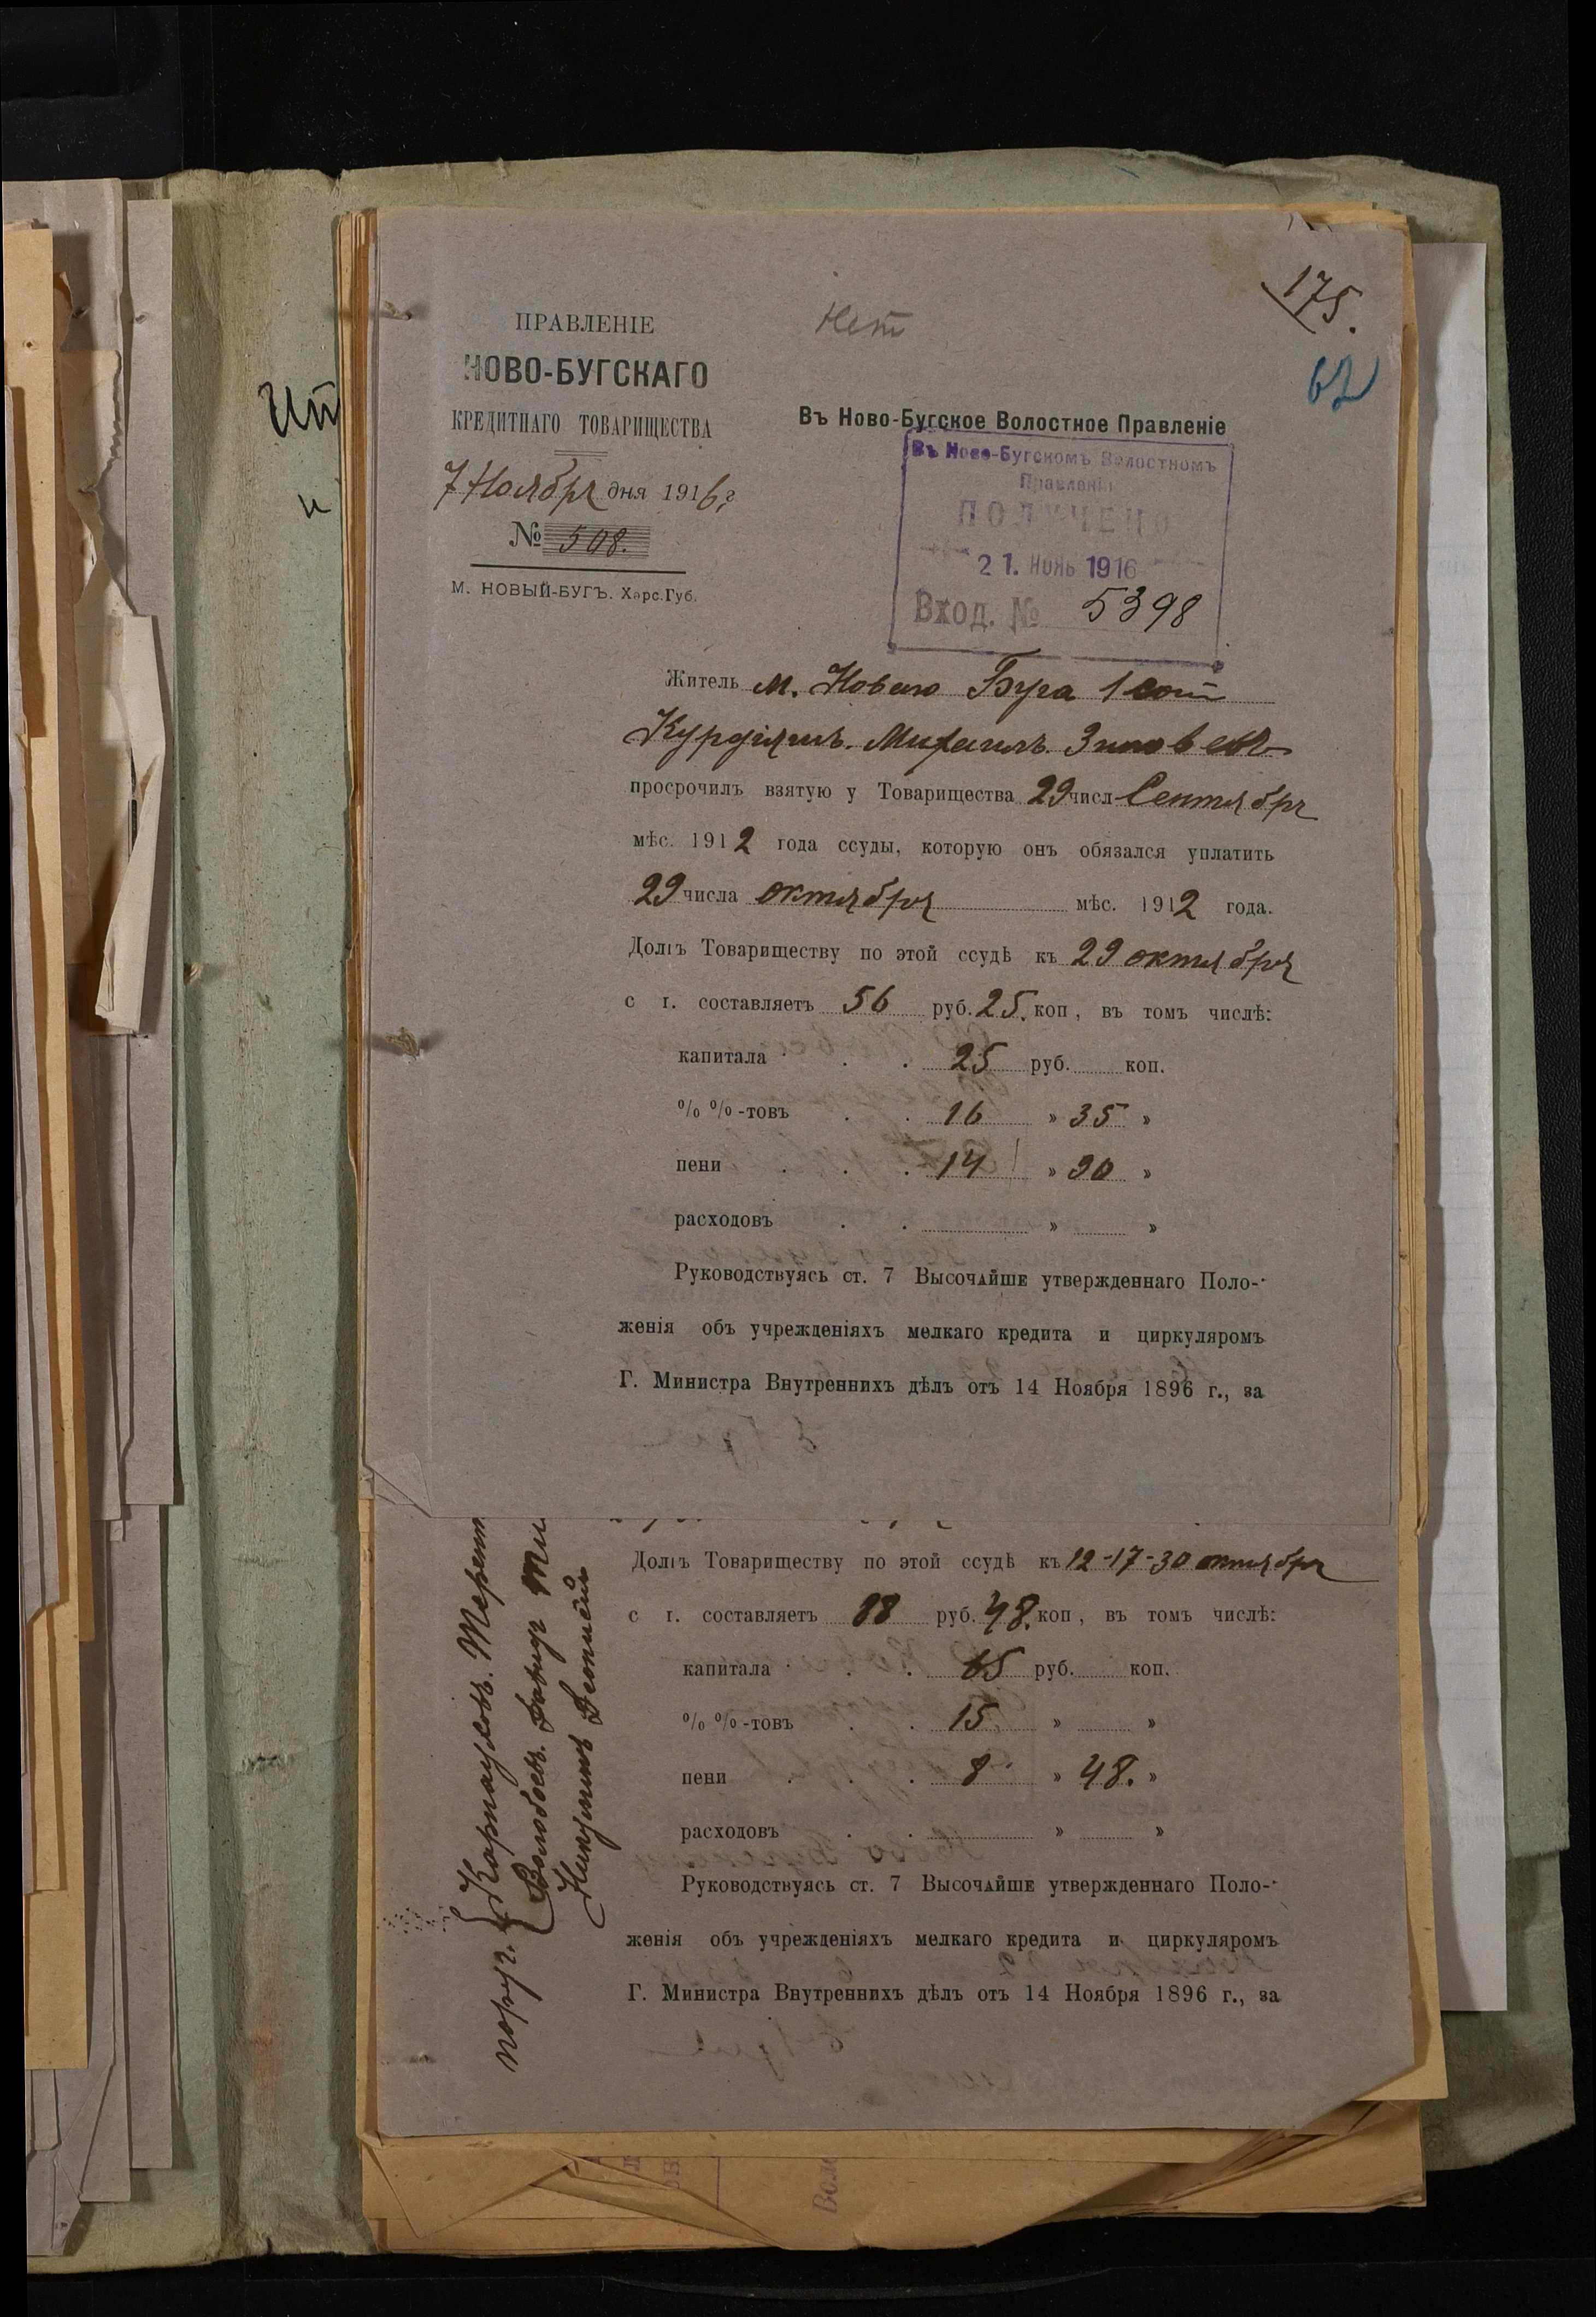 175.
Нет
62
ПРАВЛЕНІЕ
НОВО-БУГСКАГО
КРЕДИТНАГО ТОВАРИЩЕСТВА
7 Ноября дня 1916 г.
№ 508.
М. НОВЫЙ-БУГЪ. Херс. Губ.
Въ Ново-Бугское Волостное Правленіе
Въ Ново-Бугскомъ Волостномъ
Правленіи
ПОЛУЧЕНО
21. НОЯБ 1916
Вход. № 5398
Житель м. Новаго Буга 1 сот
Михаилъ
просрочилъ взятую у Товарищества 29 числ Сентября
мѣс. 1912 года ссуды, которую онъ обязался уплатить
29 числа октября мѣс. 1912 года.
Долгъ Товариществу по этой ссудѣ къ 29 октября
с г. составляетъ 56 руб. 25. коп, въ томъ числѣ:
капитала . . 25 руб. коп.
% %-товъ . . 16 » 35 »
пени . . . 14 » 90 »
расходовъ . . » »
Руководствуясь ст. 7 Высочайше утвержденнаго Поло-
женія объ учрежденіяхъ мелкаго кредита и циркуляромъ
Г. Министра Внутреннихъ дѣлъ отъ 14 Ноября 1896 г., за
Долгъ Товариществу по этой ссудѣ къ 12-17-30 октября
с г. составляетъ 88 руб. 48. коп, въ томъ числѣ:
капитала . . 65 руб. коп.
% %-товъ . . 15 » »
пени . . . 8 » 48. »
расходовъ . . » »
Руководствуясь ст. 7 Высочайше утвержденнаго Поло-
женія объ учрежденіяхъ мелкаго кредита и циркуляромъ
Г. Министра Внутреннихъ дѣлъ отъ 14 Ноября 1896 г., за
поруч.
Давидъ